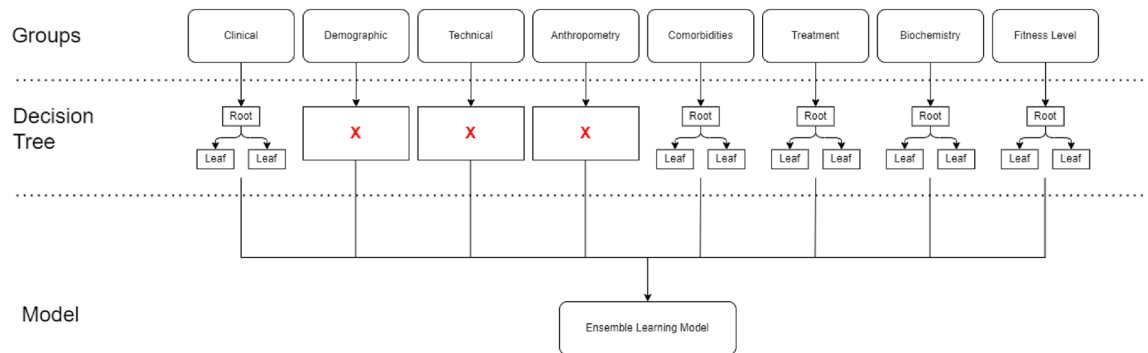 Groups
Clinical
Demographic
Technical
Anthropometry
Comorbidities
Treatment
Biochemistry
Fitness Level
Decision
Tree
Root
Leaf
Leaf
X
X
X
Root
Leaf
Leaf
Root
Leaf
Leaf
Root
Leaf
Leaf
Root
Leaf
Leaf
Model
Ensemble Learning Model